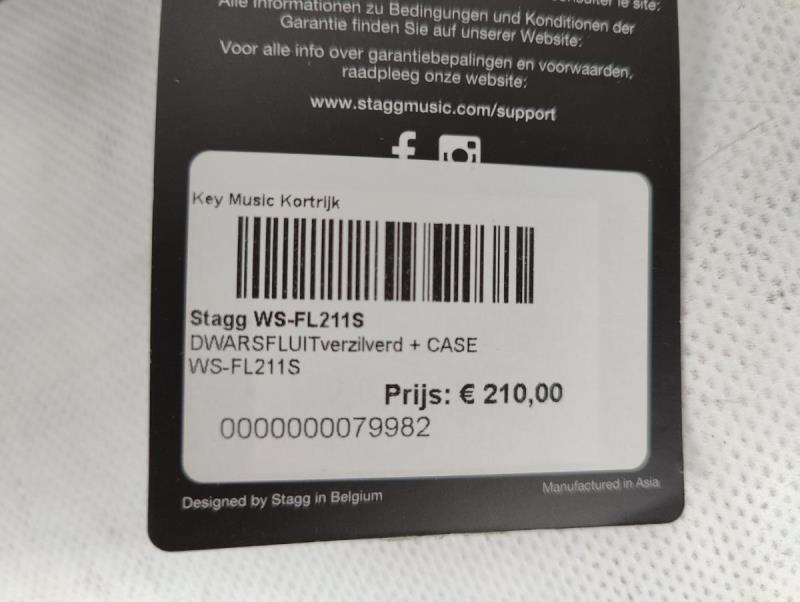 le site:
Alle Informationen zu Bedingungen und Konditionen der
Garantie finden Sie auf unserer Website:
Voor alle info over garantiebepalingen en voorwaarden,
raadpleeg onze website:
www.staggmusic.com/support
Key Music Kortrijk
Stagg WS-FL211S
DWARSFLUITverzilverd + CASE
WS-FL211S
Prijs: € 210,00
0000000079982
Designed by Stagg in Belgium
Manufactured in Asia